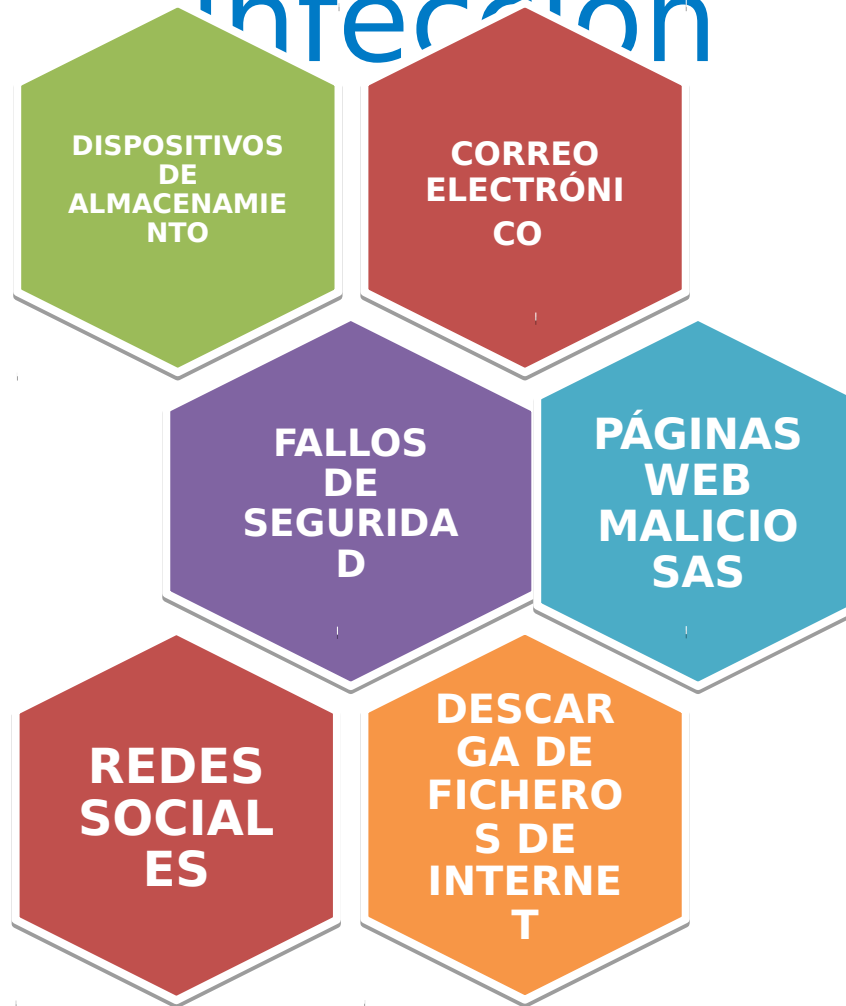 infección
DISPOSITIVOS
DE
ALMACENAMIE
NTO
CORREO
ELECTRÓNI
CO
FALLOS
DE
SEGURIDA
D
PÁGINAS
WEB
MALICIO
SAS
REDES
SOCIAL
ES
DESCAR
GA DE
FICHERO
S DE
INTERNE
T